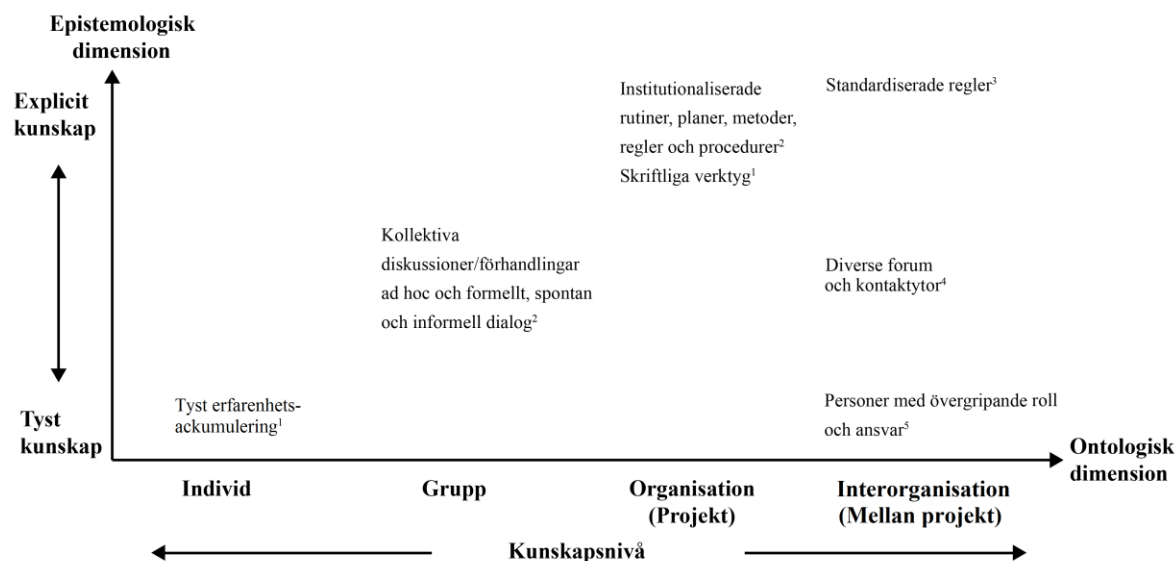 Epistemologisk
dimension
Explicit
kunskap
Institutionaliserade
rutiner, planer, metoder,
regler och procedurer²
Skriftliga verktyg¹
Standardiserade regler³
Kollektiva
diskussioner/förhandlingar
ad hoc och formellt, spontan
och informell dialog²
Diverse forum
och kontaktytor⁴
Tyst
kunskap
Tyst erfarenhets-
ackumulering¹
Personer med övergripande roll
och ansvar⁵
Ontologisk
dimension
Individ
Grupp
Organisation
(Projekt)
Interorganisation
(Mellan projekt)
Kunskapsnivå